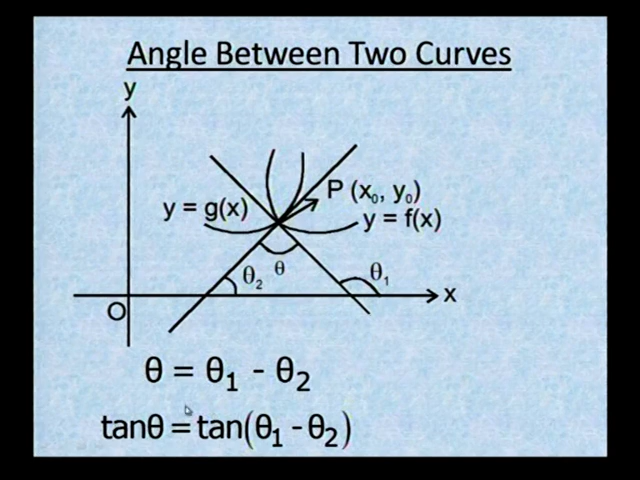 Angle Between Two Curves
y
P (x₀, y₀)
y = g(x)
y = f(x)
θ₂
θ
θ₁
x
O
θ = θ₁ - θ₂
tanθ = tan(θ₁ - θ₂)